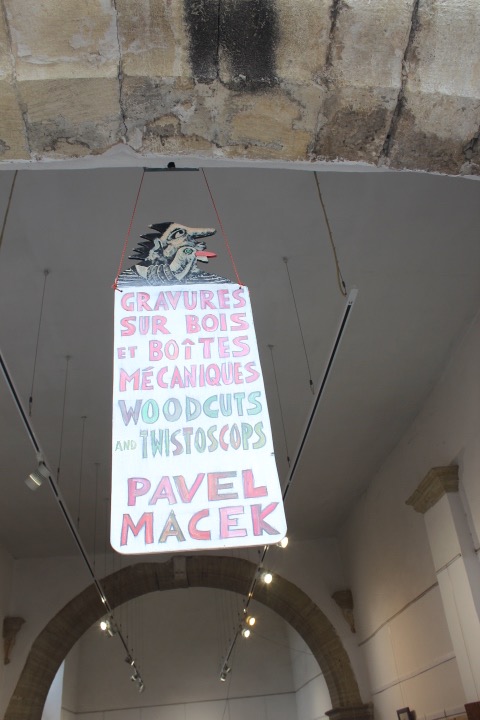 GRAVURES
SUR BOIS
ET BOÎTES
MÉCANIQUES
WOODCUTS
AND TWISTOSCOPS
PAVEL
MACEK